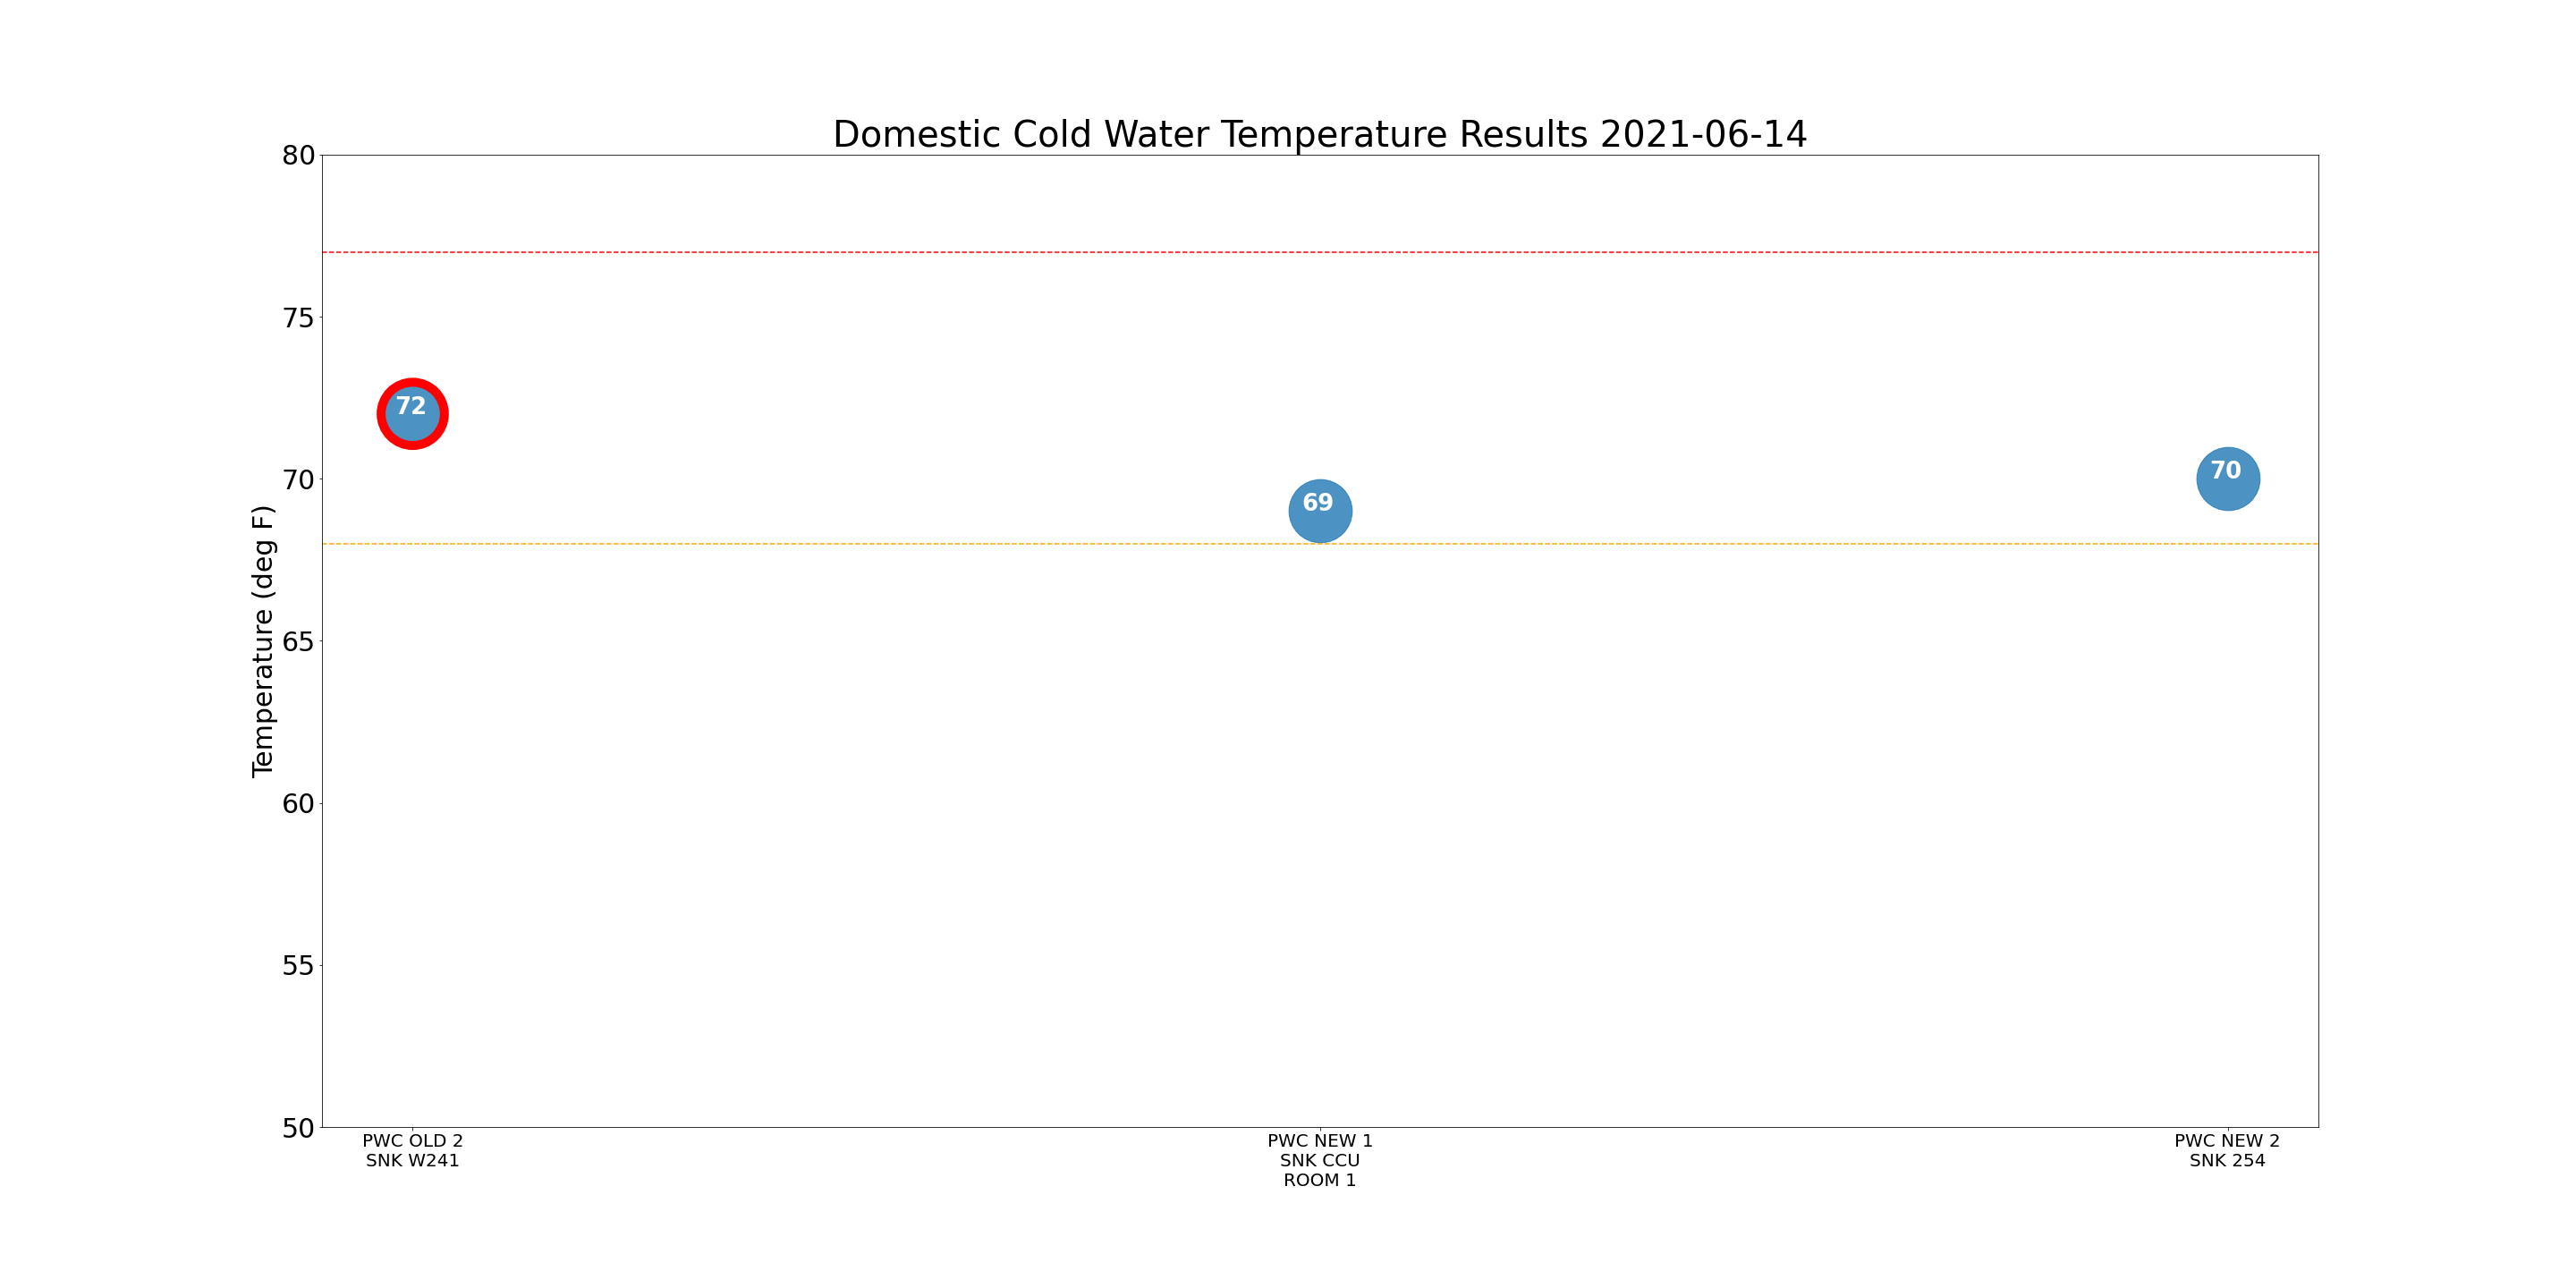 Domestic Cold Water Temperature Results 2021-06-14
80
75
70
65
60
55
50
Temperature (deg F)
72
69
70
PWC OLD 2
SNK W241
PWC NEW 1
SNK CCU
ROOM 1
PWC NEW 2
SNK 254